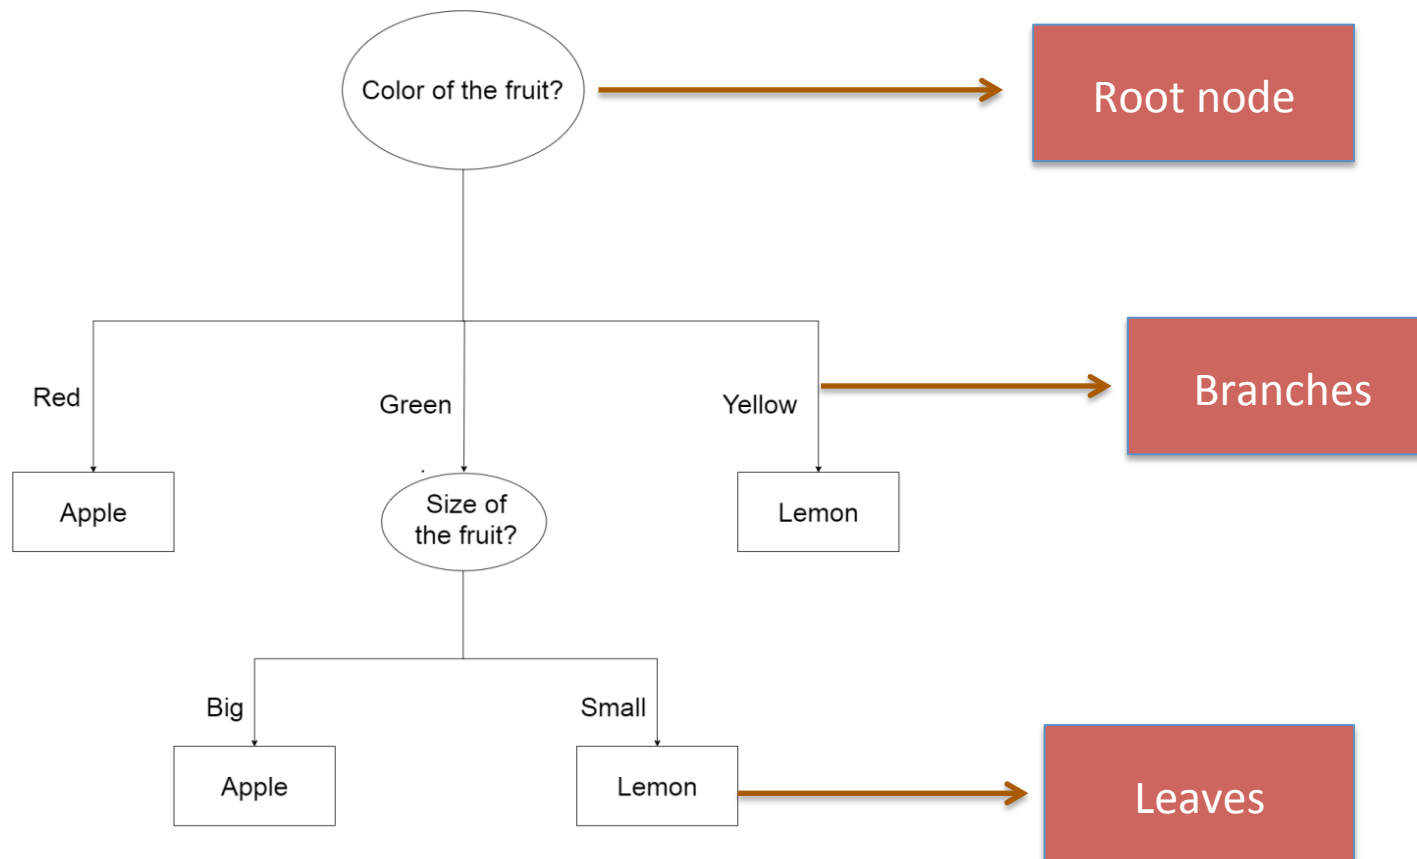 Color of the fruit?
Root node
Red
Green
Yellow
Branches
Apple
Size of
the fruit?
Lemon
Big
Small
Apple
Lemon
Leaves